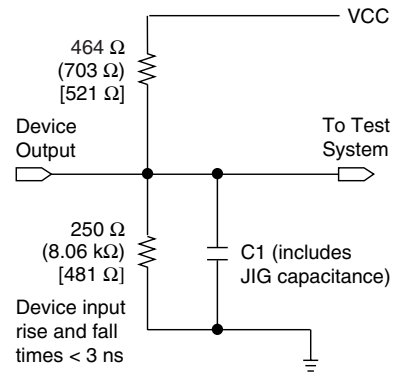 VCC
464 Ω
(703 Ω)
[521 Ω]
Device
Output
To Test
System
250 Ω
(8.06 kΩ)
[481 Ω]
C1 (includes
JIG capacitance)
Device input
rise and fall
times < 3 ns